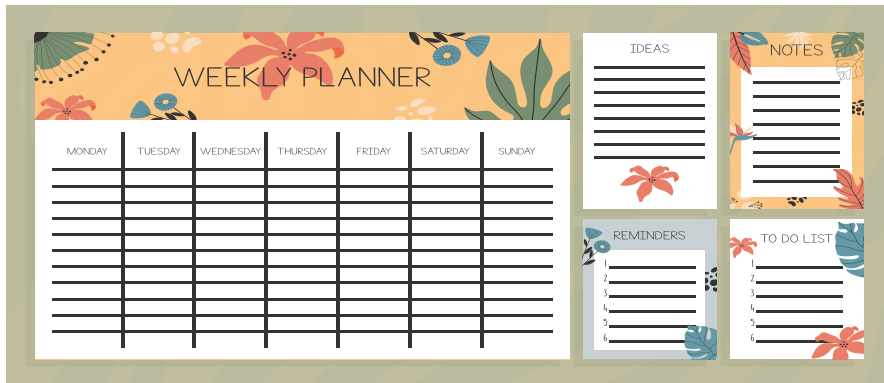 WEEKLY PLANNER
MONDAY TUESDAY WEDNESDAY THURSDAY FRIDAY SATURDAY SUNDAY
IDEAS
NOTES
REMINDERS
1
2
3
4
5
6
TO DO LIST
1
2
3
4
5
6